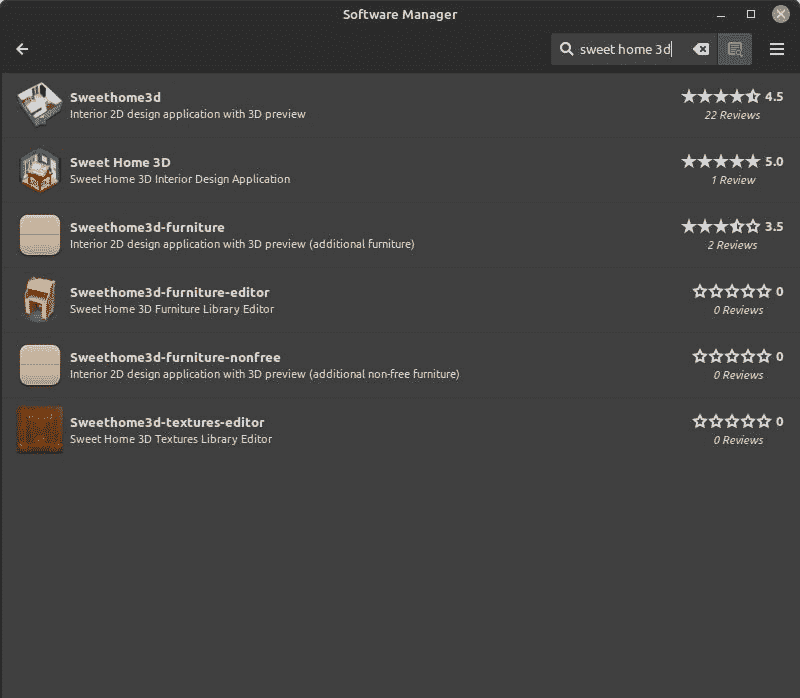 Software Manager
sweet home 3d
Sweethome3d
Interior 2D design application with 3D preview
4.5
22 Reviews
Sweet Home 3D
Sweet Home 3D Interior Design Application
5.0
1 Review
Sweethome3d-furniture
Interior 2D design application with 3D preview (additional furniture)
3.5
2 Reviews
Sweethome3d-furniture-editor
Sweet Home 3D Furniture Library Editor
0
0 Reviews
Sweethome3d-furniture-nonfree
Interior 2D design application with 3D preview (additional non-free furniture)
0
0 Reviews
Sweethome3d-textures-editor
Sweet Home 3D Textures Library Editor
0
0 Reviews